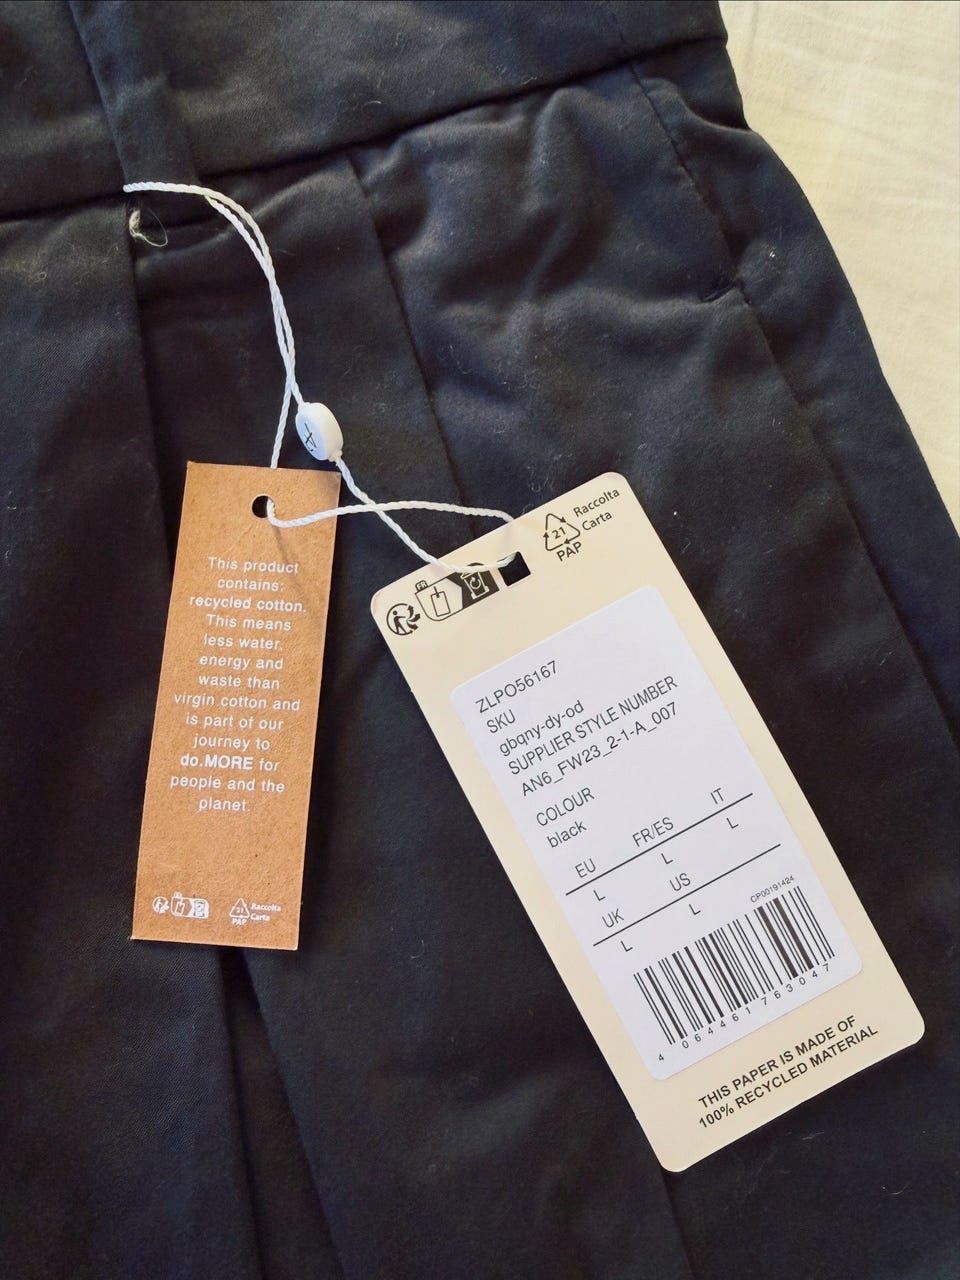 This product
contains:
recycled cotton.
This means
less water,
energy and
waste than
virgin cotton and
is part of our
journey to
do.MORE for
people and the
planet.
21
PAP
Raccolta
Carta
21
PAP
Raccolta
Carta
FR
ZLPO56167
SKU
gbqny-dy-od
SUPPLIER STYLE NUMBER
AN6_FW23_2-1-A_007
COLOUR
black
EU FR/ES IT
L L L
UK US
L L
CP00191424
4 064461 763047
THIS PAPER IS MADE OF
100% RECYCLED MATERIAL